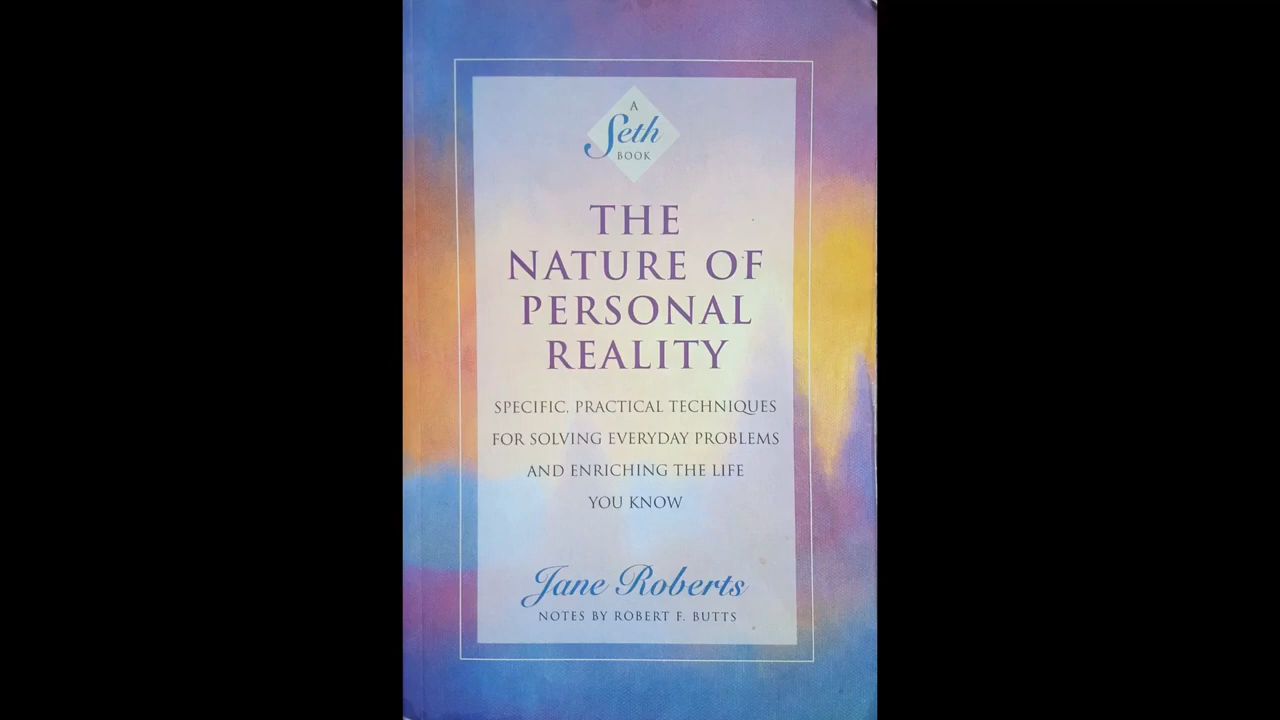 A
Seth
BOOK
THE
NATURE OF
PERSONAL
REALITY
SPECIFIC, PRACTICAL TECHNIQUES
FOR SOLVING EVERYDAY PROBLEMS
AND ENRICHING THE LIFE
YOU KNOW
Jane Roberts
NOTES BY ROBERT F. BUTTS